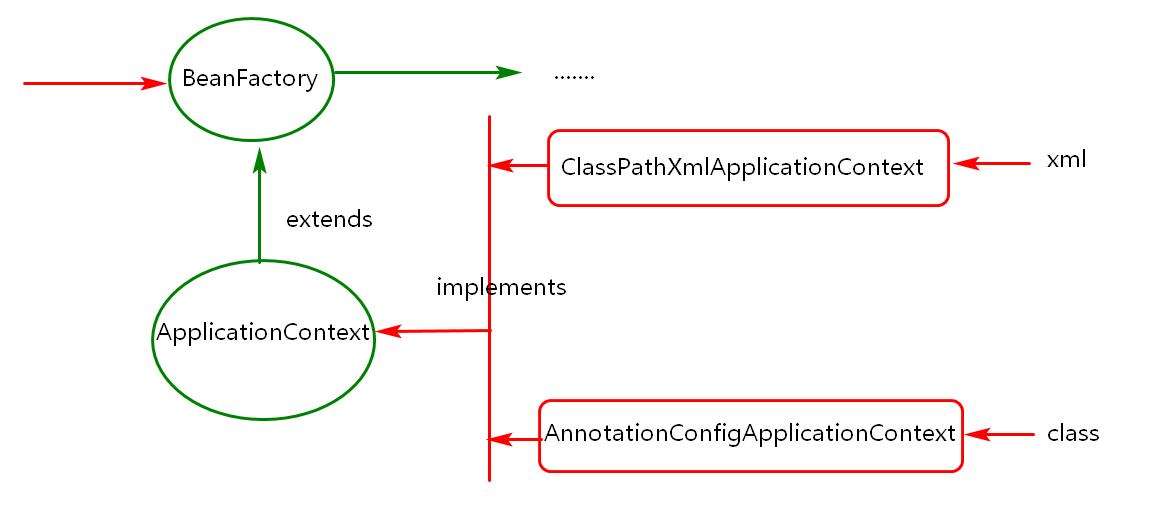 BeanFactory
.......
ClassPathXmlApplicationContext
xml
extends
implements
ApplicationContext
AnnotationConfigApplicationContext
class